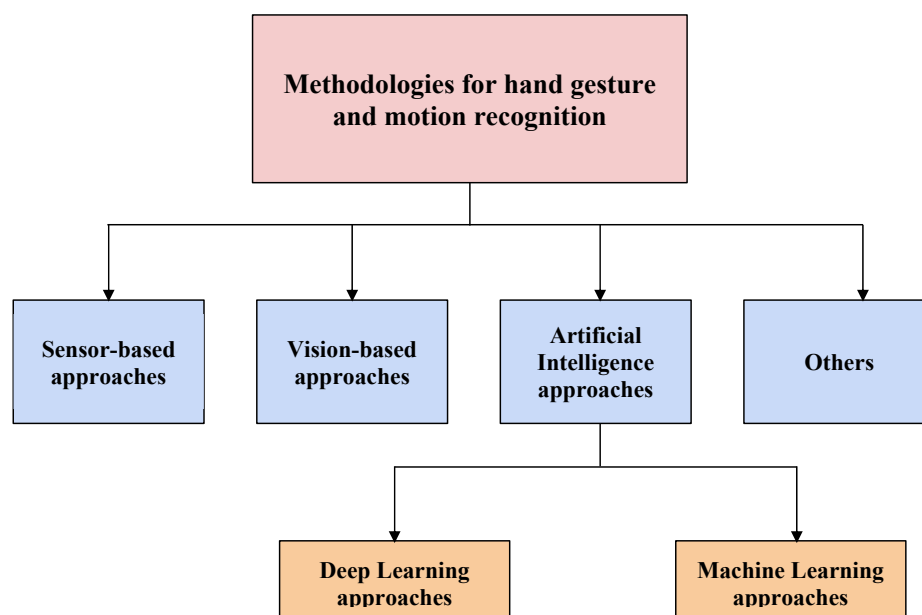 Methodologies for hand gesture
and motion recognition
Sensor-based
approaches
Vision-based
approaches
Artificial
Intelligence
approaches
Others
Deep Learning
approaches
Machine Learning
approaches